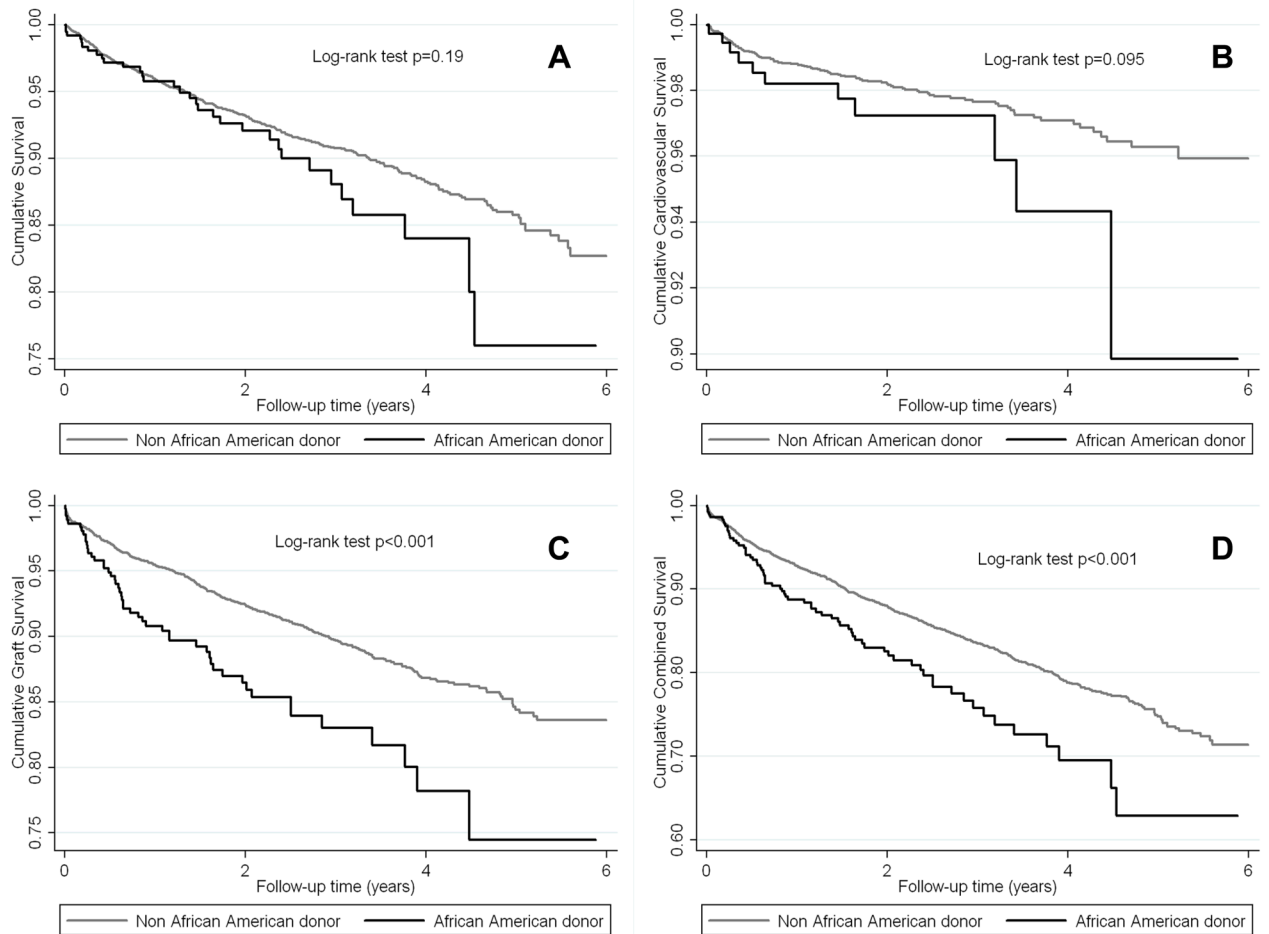 Cumulative Survival
1.00
0.95
0.90
0.85
0.80
0.75
Log-rank test p=0.19
A
0 2 4 6
Follow-up time (years)
Non African American donor African American donor
Cumulative Cardiovascular Survival
1.00
0.98
0.96
0.94
0.92
0.90
Log-rank test p=0.095
B
0 2 4 6
Follow-up time (years)
Non African American donor African American donor
Cumulative Graft Survival
1.00
0.95
0.90
0.85
0.80
0.75
Log-rank test p<0.001
C
0 2 4 6
Follow-up time (years)
Non African American donor African American donor
Cumulative Combined Survival
1.00
0.90
0.80
0.70
0.60
Log-rank test p<0.001
D
0 2 4 6
Follow-up time (years)
Non African American donor African American donor